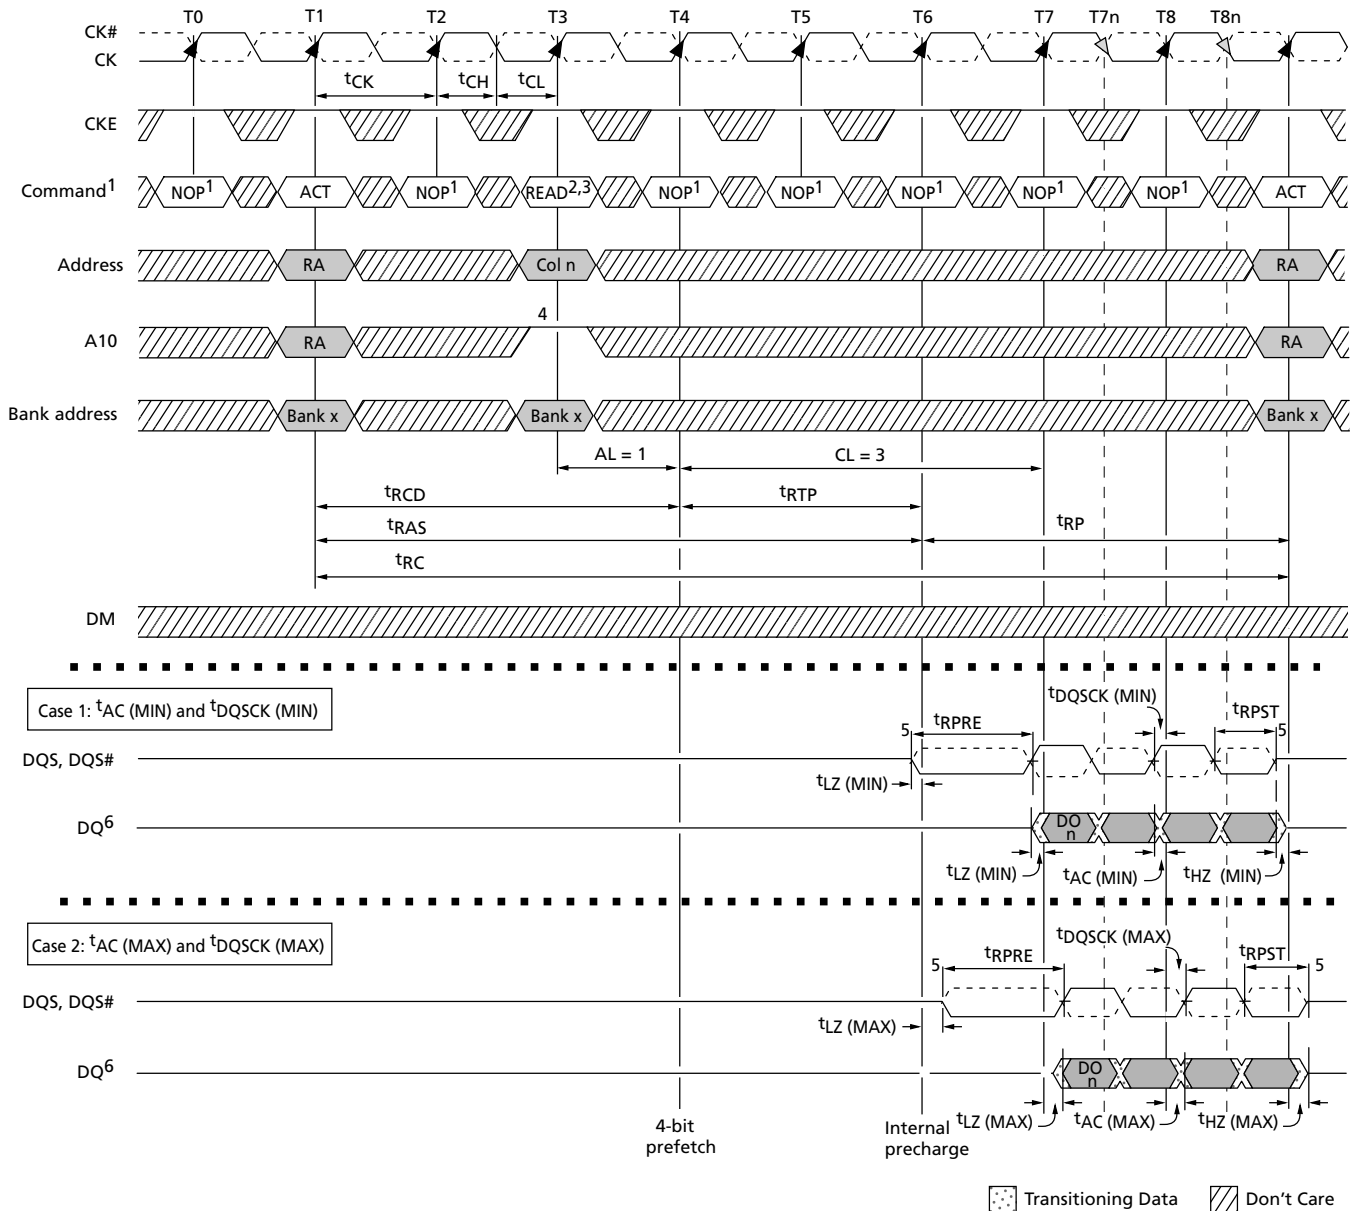 T0 T1 T2 T3 T4 T5 T6 T7 T7n T8 T8n
CK#
CK
tCK tCH tCL
CKE
Command1 NOP1 ACT NOP1 READ2,3 NOP1 NOP1 NOP1 NOP1 NOP1 ACT
Address RA Col n RA
4
A10 RA RA
Bank address Bank x Bank x Bank x
AL = 1 CL = 3
tRCD tRTP
tRAS tRP
tRC
DM
Case 1: tAC (MIN) and tDQSCK (MIN)
tDQSCK (MIN)
5 tRPRE tRPST 5
DQS, DQS#
tLZ (MIN)
DQ6 DO
n
tLZ (MIN) tAC (MIN) tHZ (MIN)
Case 2: tAC (MAX) and tDQSCK (MAX)
tDQSCK (MAX)
5 tRPRE tRPST 5
DQS, DQS#
tLZ (MAX)
DQ6 DO
n
tLZ (MAX) tAC (MAX) tHZ (MAX)
4-bit
prefetch
Internal
precharge
Transitioning Data Don't Care